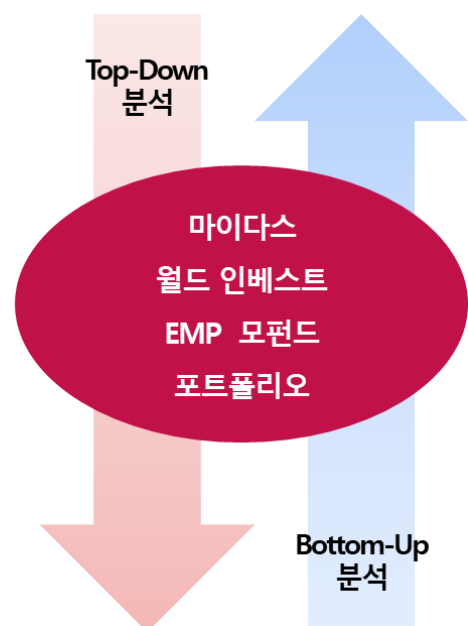 Top-Down
분석
마이다스
월드 인베스트
EMP 모펀드
포트폴리오
Bottom-Up
분석